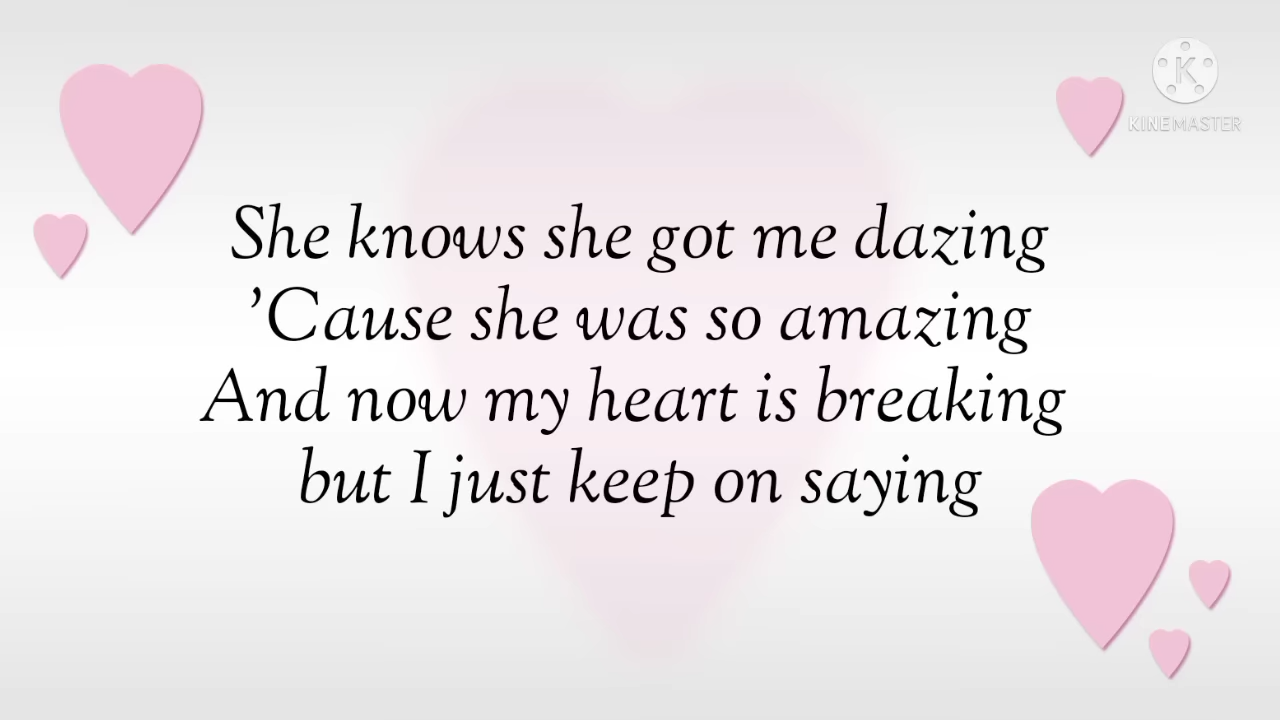 KINEMASTER
She knows she got me dazing
’Cause she was so amazing
And now my heart is breaking
but I just keep on saying